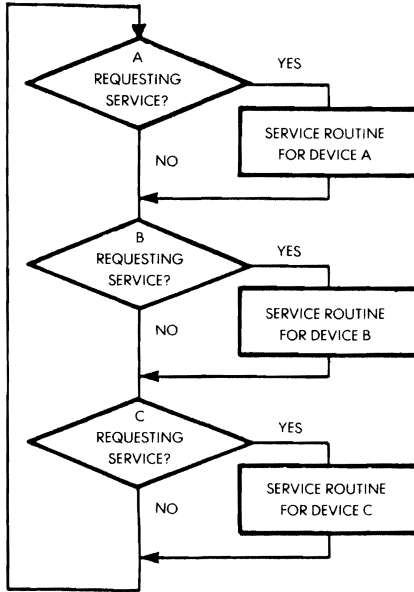 A
REQUESTING
SERVICE?
YES
SERVICE ROUTINE
FOR DEVICE A
NO
B
REQUESTING
SERVICE?
YES
SERVICE ROUTINE
FOR DEVICE B
NO
C
REQUESTING
SERVICE?
YES
SERVICE ROUTINE
FOR DEVICE C
NO